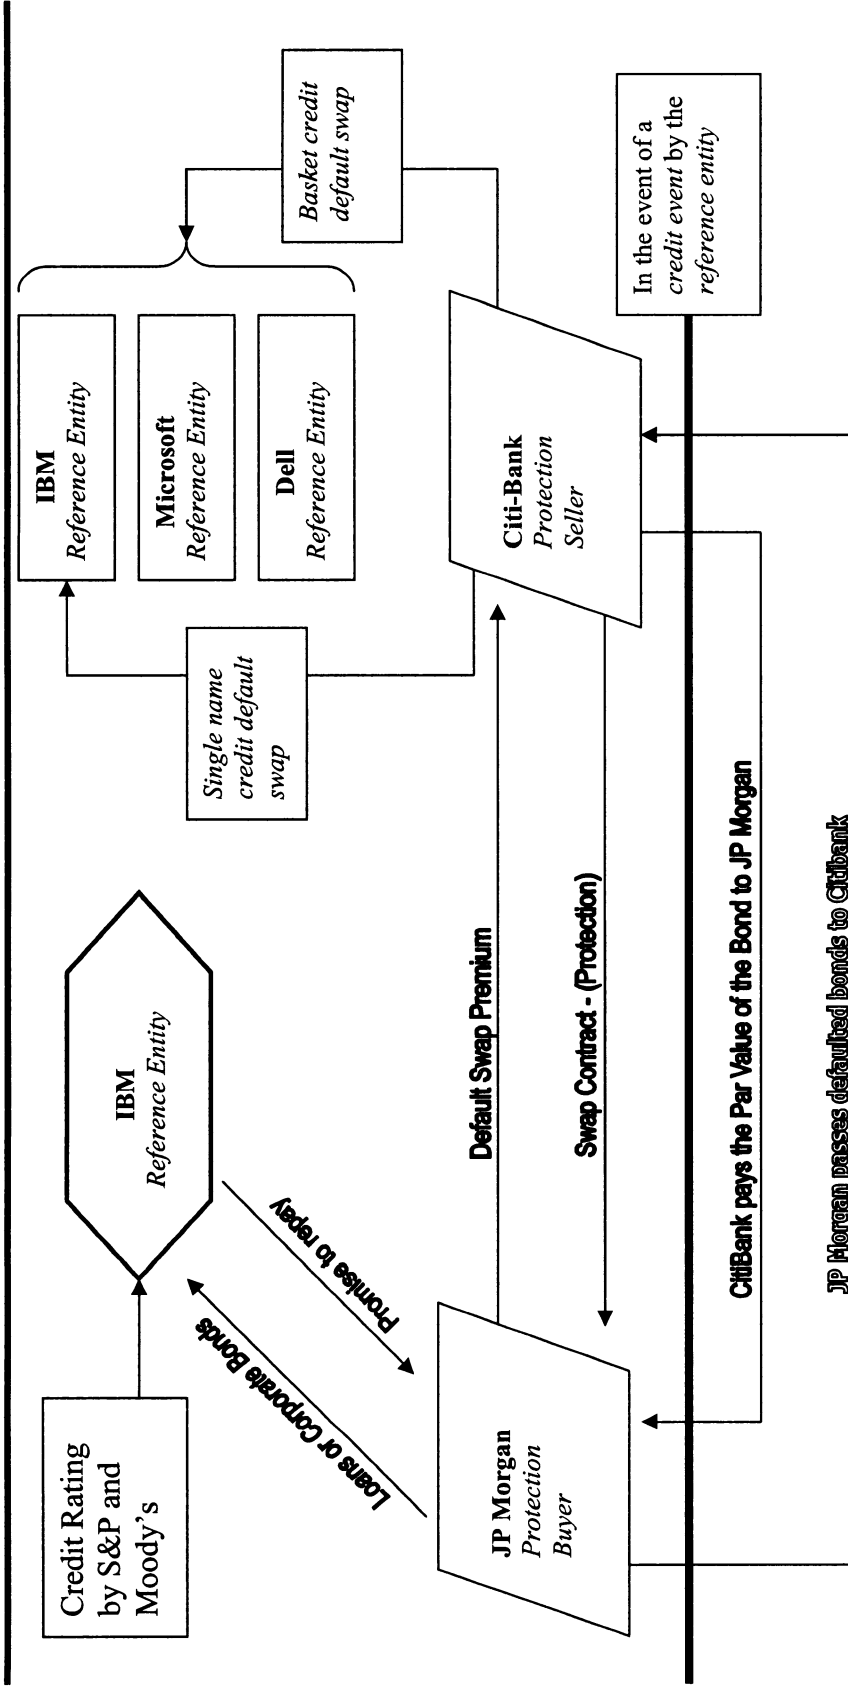 Credit Rating
by S&P and
Moody's
IBM
Reference Entity
Single name
credit default
swap
IBM
Reference Entity
Microsoft
Reference Entity
Dell
Reference Entity
Basket credit
default swap
Loans or Corporate Bonds
Promise to repay
JP Morgan
Protection
Buyer
Default Swap Premium
Swap Contract - (Protection)
Citi-Bank
Protection
Seller
In the event of a
credit event by the
reference entity
CitiBank pays the Par Value of the Bond to JP Morgan
JP Morgan passes defaulted bonds to Citibank